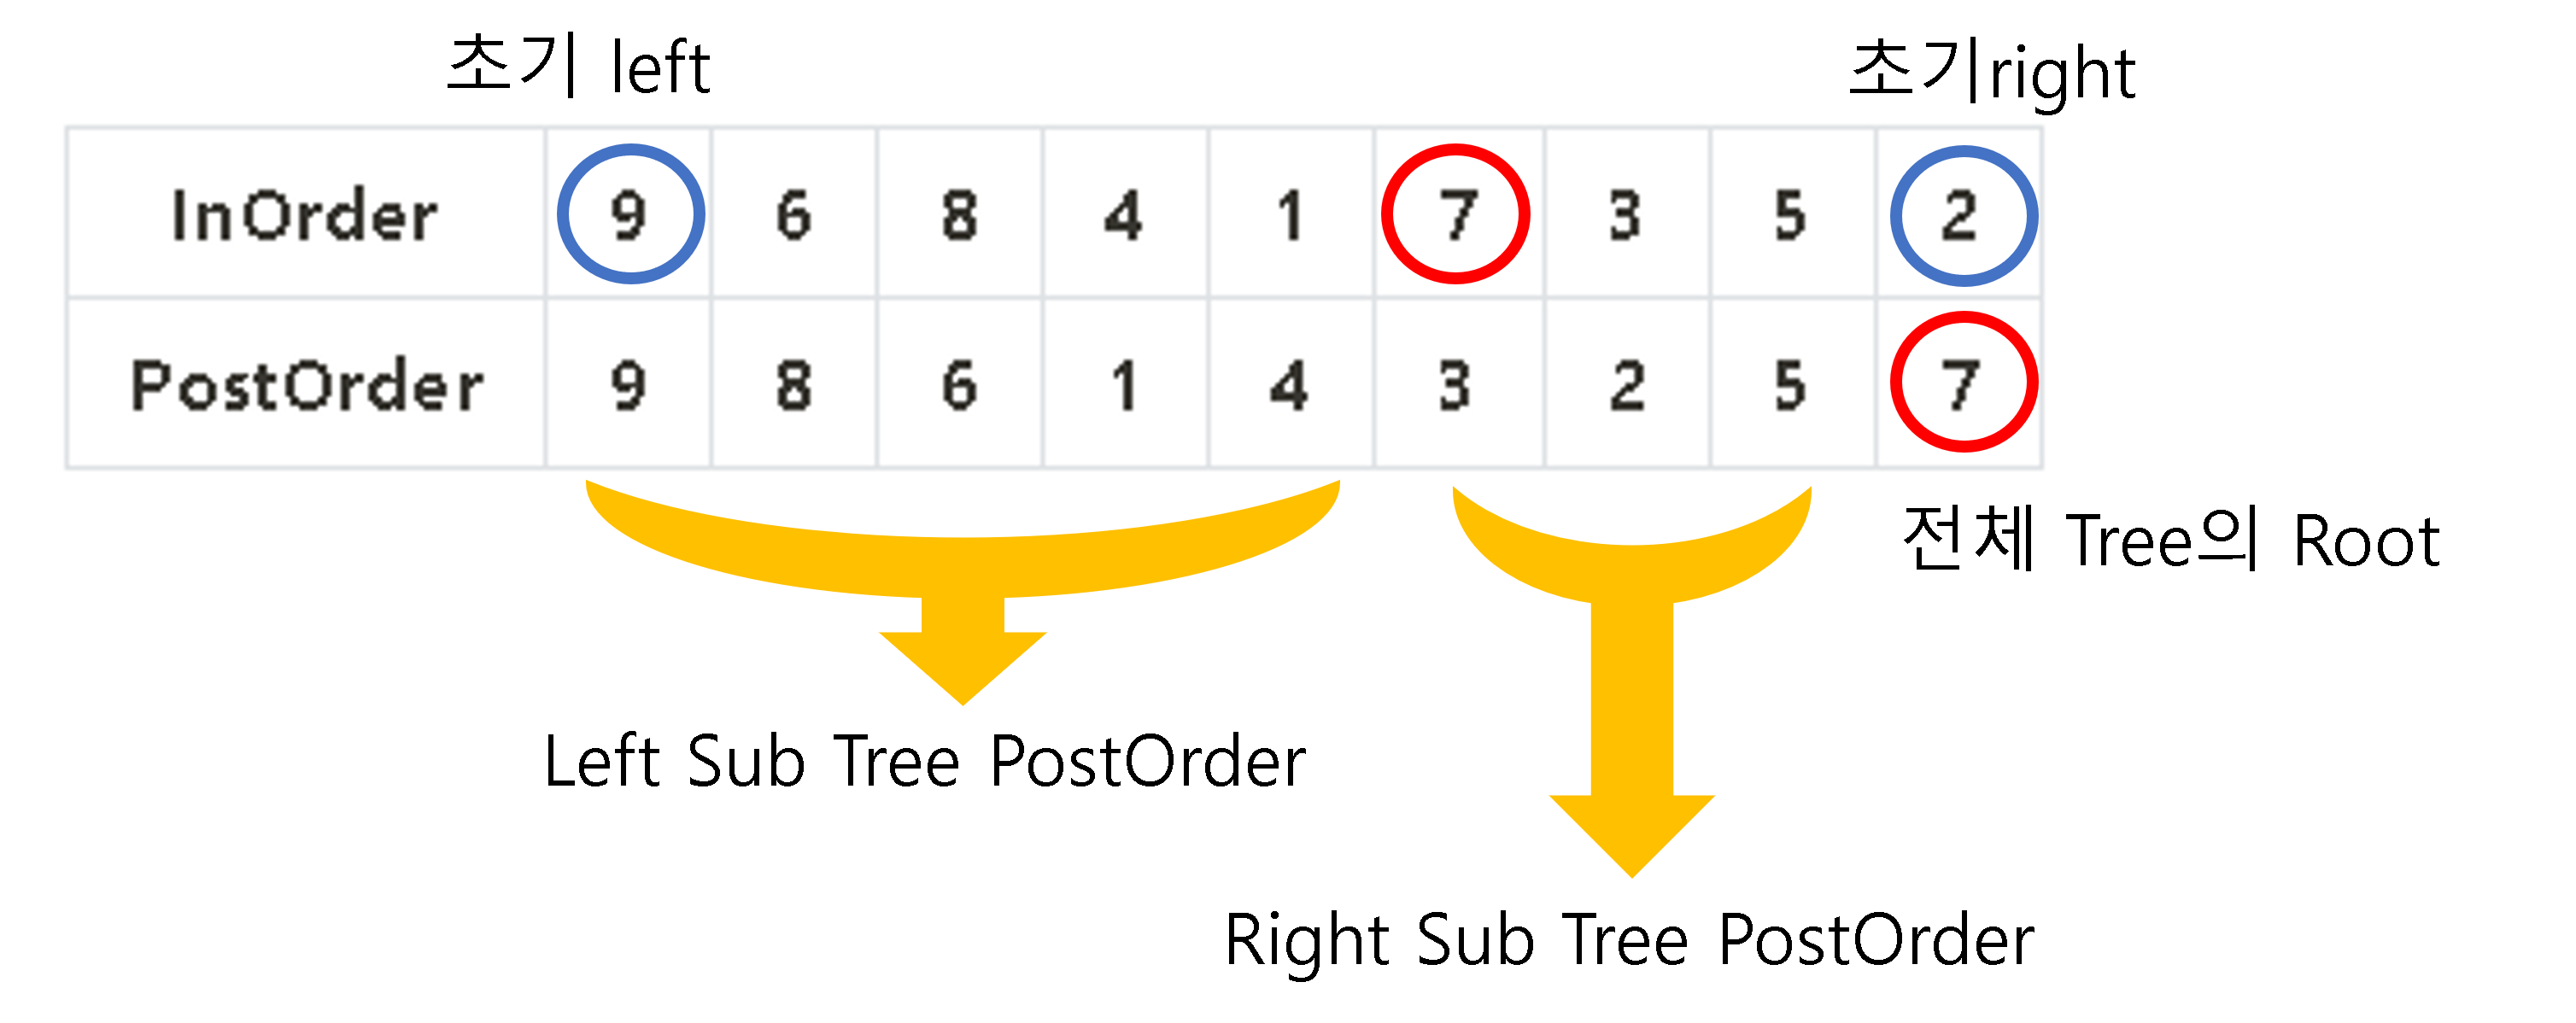 초기 left 초기right
InOrder 9 6 8 4 1 7 3 5 2
PostOrder 9 8 6 1 4 3 2 5 7
전체 Tree의 Root
Left Sub Tree PostOrder
Right Sub Tree PostOrder